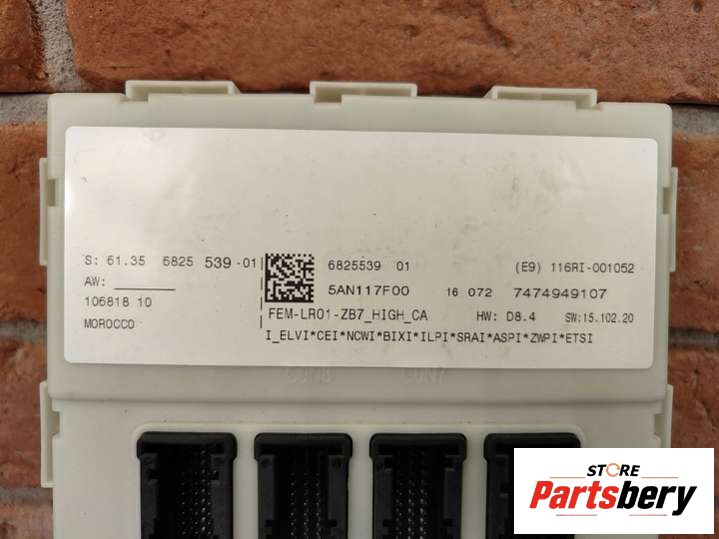 S: 61.35 6825 539 -01
AW:
106818 10
MOROCCO
6825539 01
5AN117F00
(E9) 116RI-001052
16 072 7474949107
FEM-LR01-ZB7_HIGH_CA
HW: D8.4 SW:15.102.20
I_ELVI*CEI*NCWI*BIXI*ILPI*SRAI*ASPI*ZWPI*ETSI
STORE
Partsbery